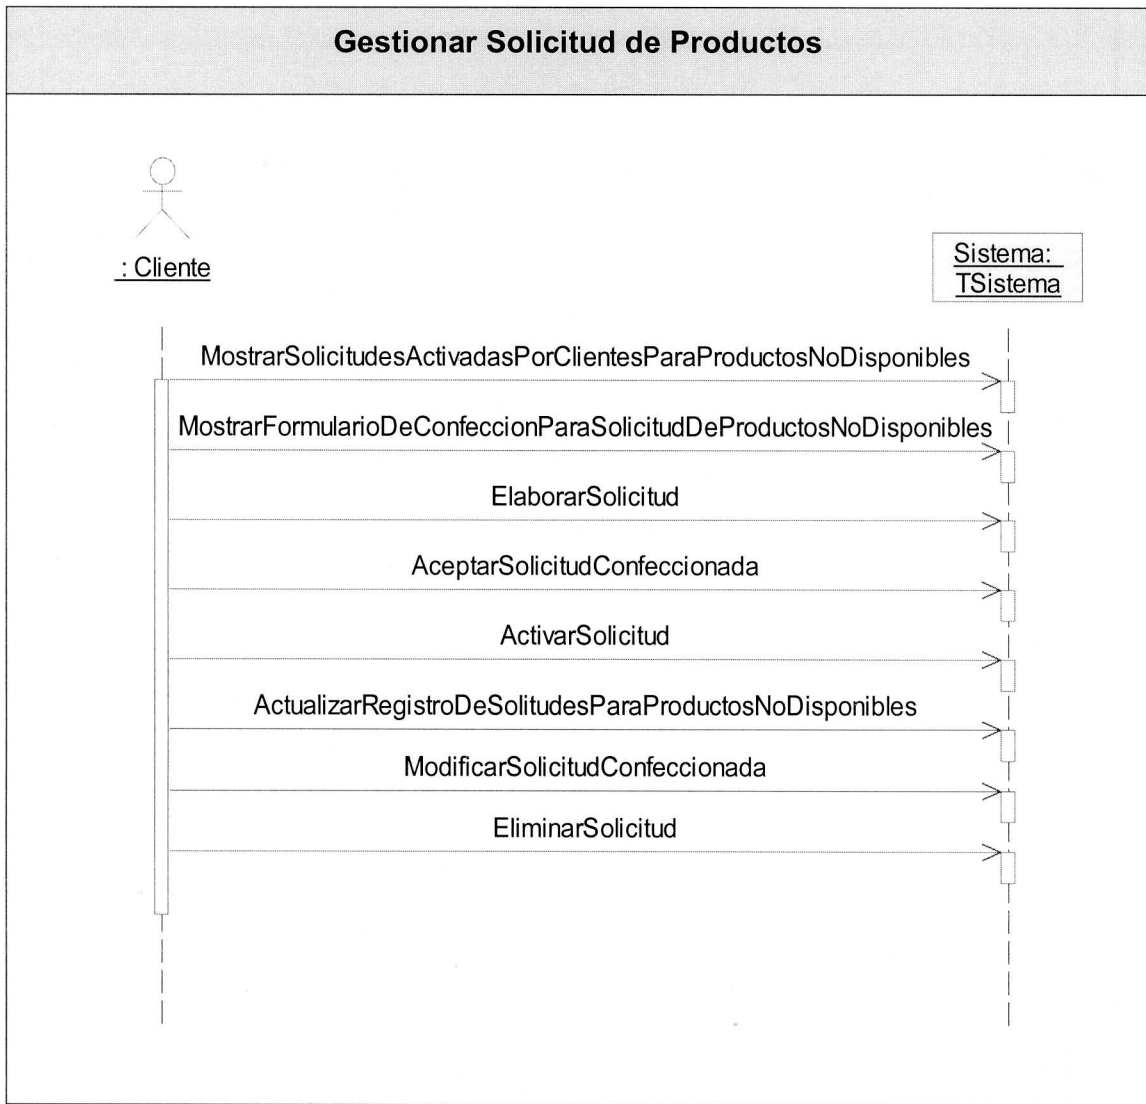 Gestionar Solicitud de Productos
: Cliente
Sistema:
TSistema
MostrarSolicitudesActivadasPorClientesParaProductosNoDisponibles
MostrarFormularioDeConfeccionParaSolicitudDeProductosNoDisponibles
ElaborarSolicitud
AceptarSolicitudConfeccionada
ActivarSolicitud
ActualizarRegistroDeSolitudesParaProductosNoDisponibles
ModificarSolicitudConfeccionada
EliminarSolicitud